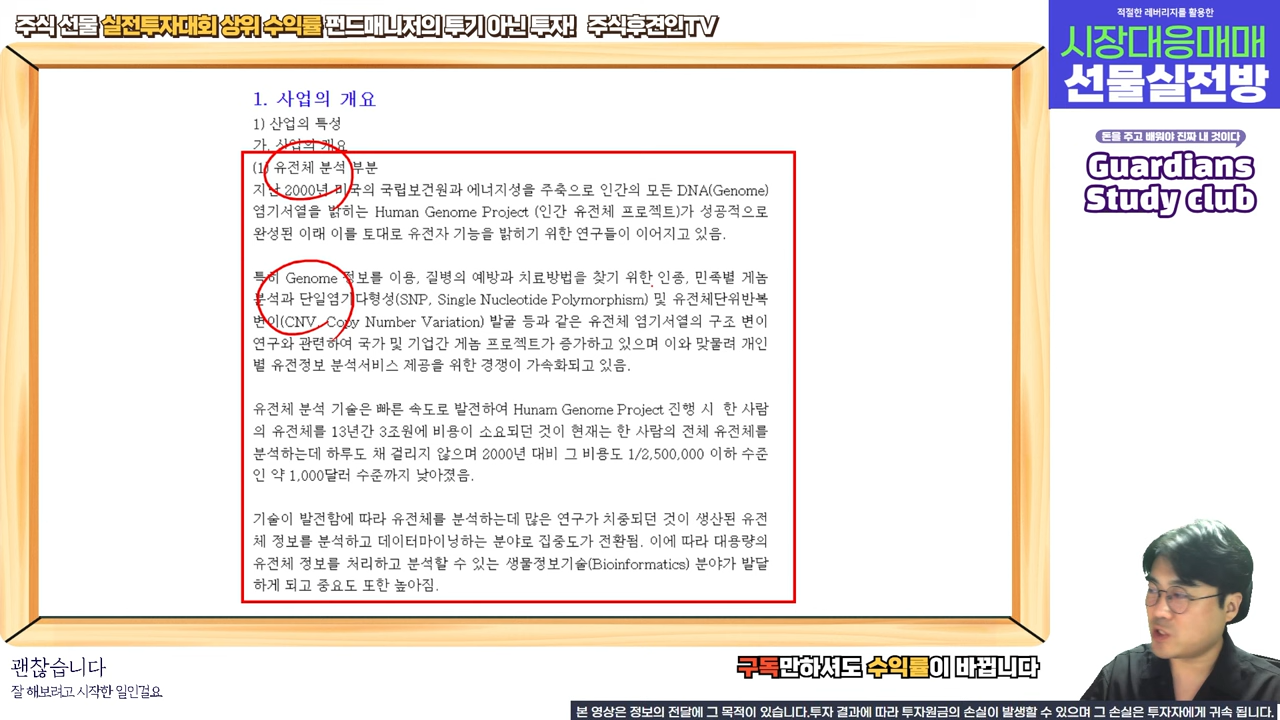 주식 선물 실전투자대회 상위 수익률 펀드매니저의 투기 아닌 투자! 주식후견인TV
적절한 레버리지를 활용한
시장대응매매
선물실전방
돈을 주고 배워야 진짜 내 것이다
Guardians
Study club
1. 사업의 개요
1) 산업의 특성
가. 산업의 개요
(1) 유전체 분석 부분
지난 2000년 미국의 국립보건원과 에너지성을 주축으로 인간의 모든 DNA(Genome)
염기서열을 밝히는 Human Genome Project (인간 유전체 프로젝트)가 성공적으로
완성된 이래 이를 토대로 유전자 기능을 밝히기 위한 연구들이 이어지고 있음.
특히 Genome 정보를 이용, 질병의 예방과 치료방법을 찾기 위한 인종, 민족별 게놈
분석과 단일염기다형성(SNP, Single Nucleotide Polymorphism) 및 유전체단위반복
변이(CNV, Copy Number Variation) 발굴 등과 같은 유전체 염기서열의 구조 변이
연구와 관련하여 국가 및 기업간 게놈 프로젝트가 증가하고 있으며 이와 맞물려 개인
별 유전정보 분석서비스 제공을 위한 경쟁이 가속화되고 있음.
유전체 분석 기술은 빠른 속도로 발전하여 Hunam Genome Project 진행 시 한 사람
의 유전체를 13년간 3조원에 비용이 소요되던 것이 현재는 한 사람의 전체 유전체를
분석하는데 하루도 채 걸리지 않으며 2000년 대비 그 비용도 1/2,500,000 이하 수준
인 약 1,000달러 수준까지 낮아졌음.
기술이 발전함에 따라 유전체를 분석하는데 많은 연구가 치중되던 것이 생산된 유전
체 정보를 분석하고 데이터마이닝하는 분야로 집중도가 전환됨. 이에 따라 대용량의
유전체 정보를 처리하고 분석할 수 있는 생물정보기술(Bioinformatics) 분야가 발달
하게 되고 중요도 또한 높아짐.
괜찮습니다
잘 해보려고 시작한 일인걸요
구독만하셔도 수익률이 바뀝니다
본 영상은 정보의 전달에 그 목적이 있습니다.투자 결과에 따라 투자원금의 손실이 발생할 수 있으며 그 손실은 투자자에게 귀속 됩니다.